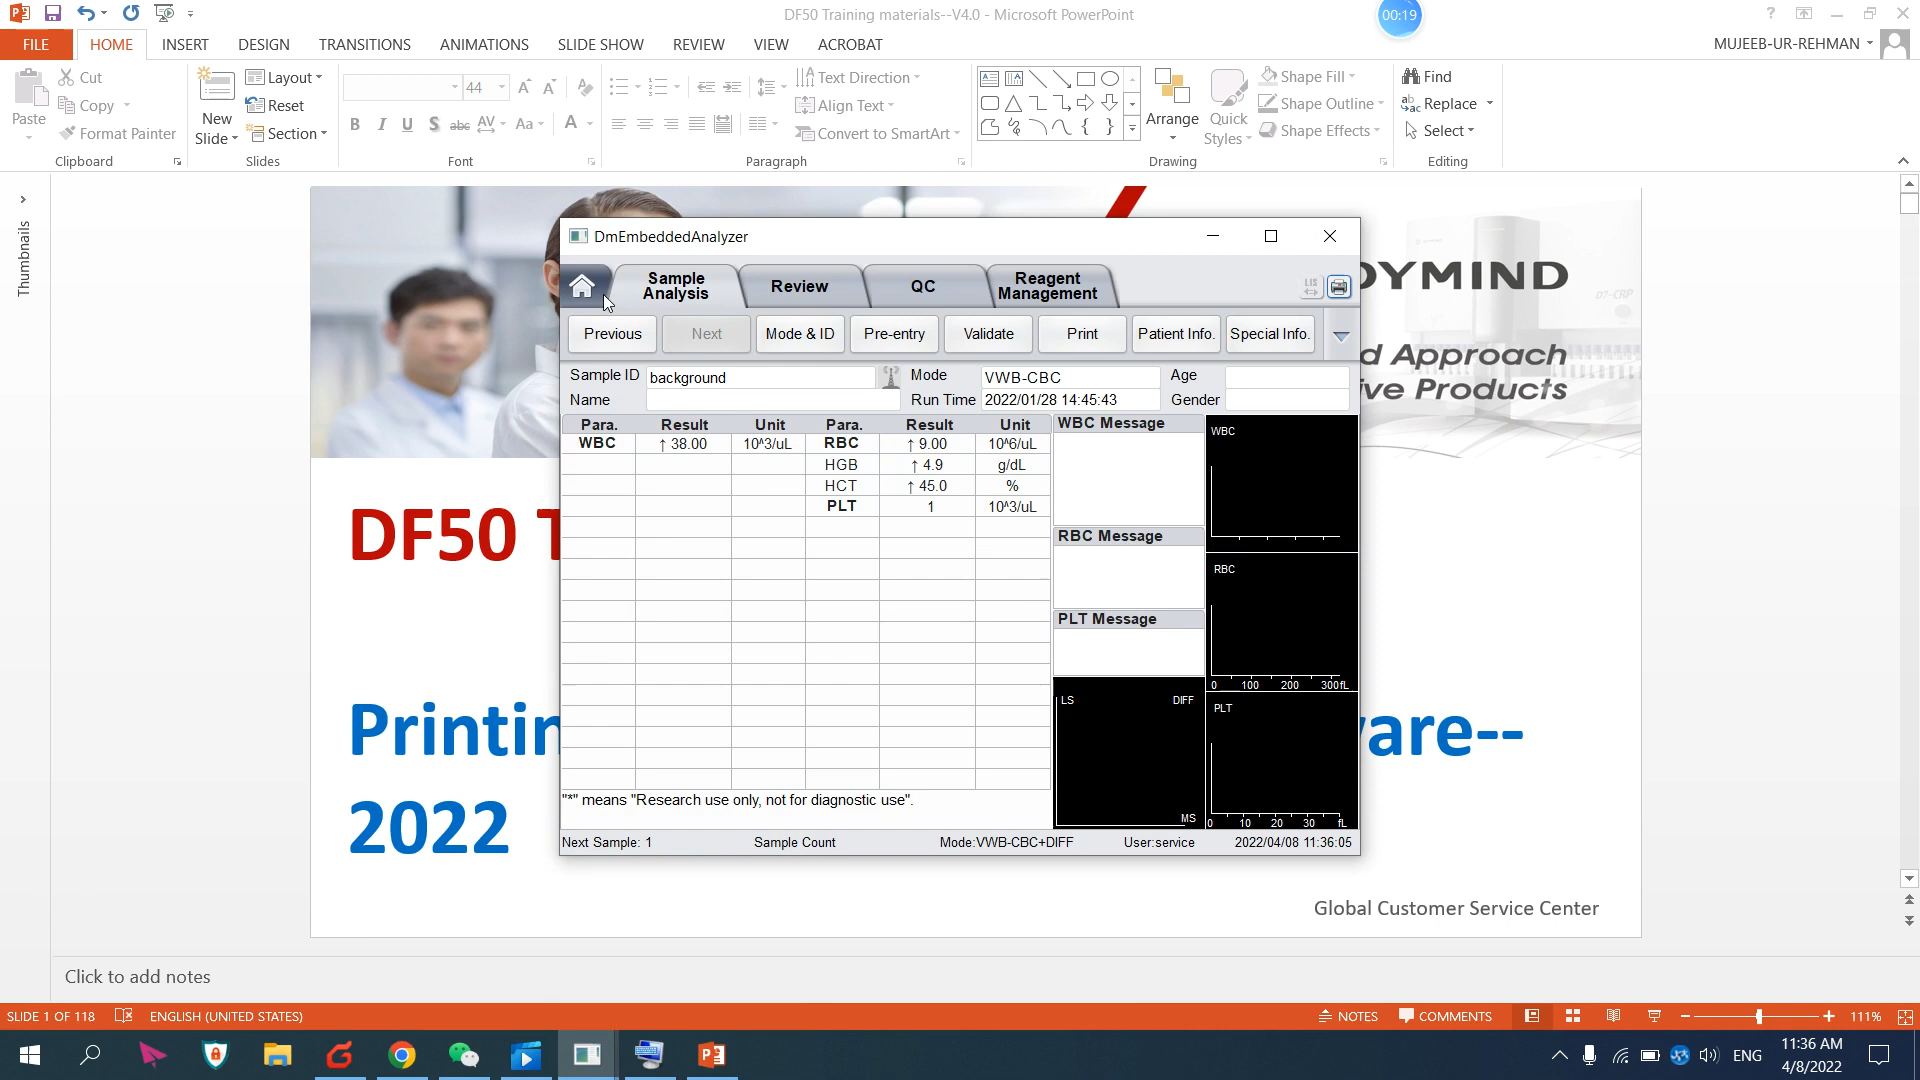 DF50 Training materials--V4.0 - Microsoft PowerPoint
00:19
FILE HOME INSERT DESIGN TRANSITIONS ANIMATIONS SLIDE SHOW REVIEW VIEW ACROBAT
MUJEEB-UR-REHMAN
Paste
Cut
Copy
Format Painter
Clipboard
New
Slide
Layout
Reset
Section
Slides
44
Font
Text Direction
Align Text
Convert to SmartArt
Paragraph
Arrange
Quick
Styles
Shape Fill
Shape Outline
Shape Effects
Drawing
Find
Replace
Select
Editing
Thumbnails
DmEmbeddedAnalyzer
Sample
Analysis
Review
QC
Reagent
Management
LIS
Previous Next Mode & ID Pre-entry Validate Print Patient Info. Special Info.
Sample ID background Mode VWB-CBC Age
Name Run Time 2022/01/28 14:45:43 Gender
Para. Result Unit Para. Result Unit
WBC ↑ 38.00 10^3/uL RBC ↑ 9.00 10^6/uL
HGB ↑ 4.9 g/dL
HCT ↑ 45.0 %
PLT 1 10^3/uL
WBC Message
RBC Message
PLT Message
LS DIFF
MS
WBC
RBC
0 100 200 300fL
PLT
0 10 20 30 fL
"*" means "Research use only, not for diagnostic use".
Next Sample: 1 Sample Count Mode:VWB-CBC+DIFF User:service 2022/04/08 11:36:05
DYMIND
D7-CRP
d Approach
ive Products
DF50 T
Printin
are--
2022
Global Customer Service Center
Click to add notes
SLIDE 1 OF 118 ENGLISH (UNITED STATES) NOTES COMMENTS 111%
ENG
11:36 AM
4/8/2022